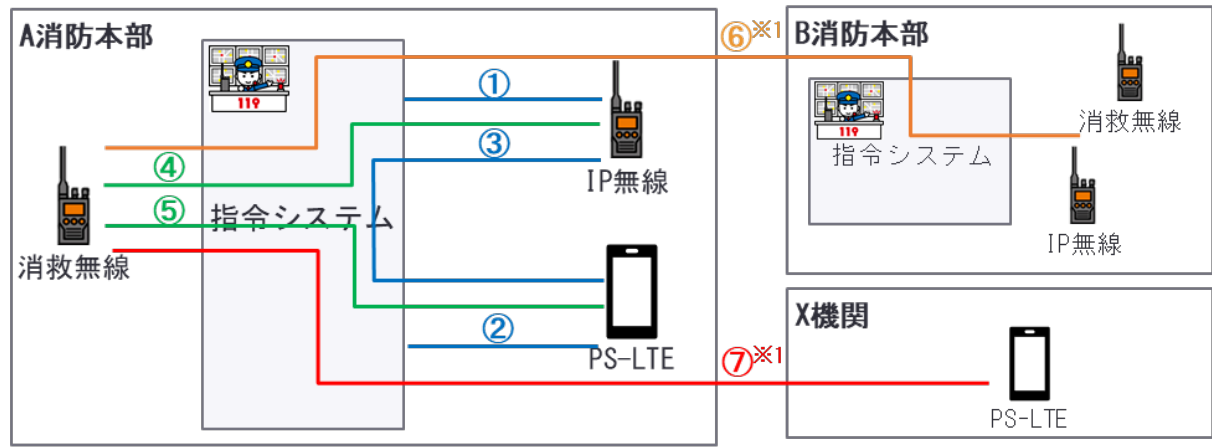 A消防本部
119
①
⑥※1
B消防本部
119
消救無線
指令システム
④
③
IP無線
⑤
指令システム
消救無線
IP無線
②
PS-LTE
⑦※1
X機関
PS-LTE